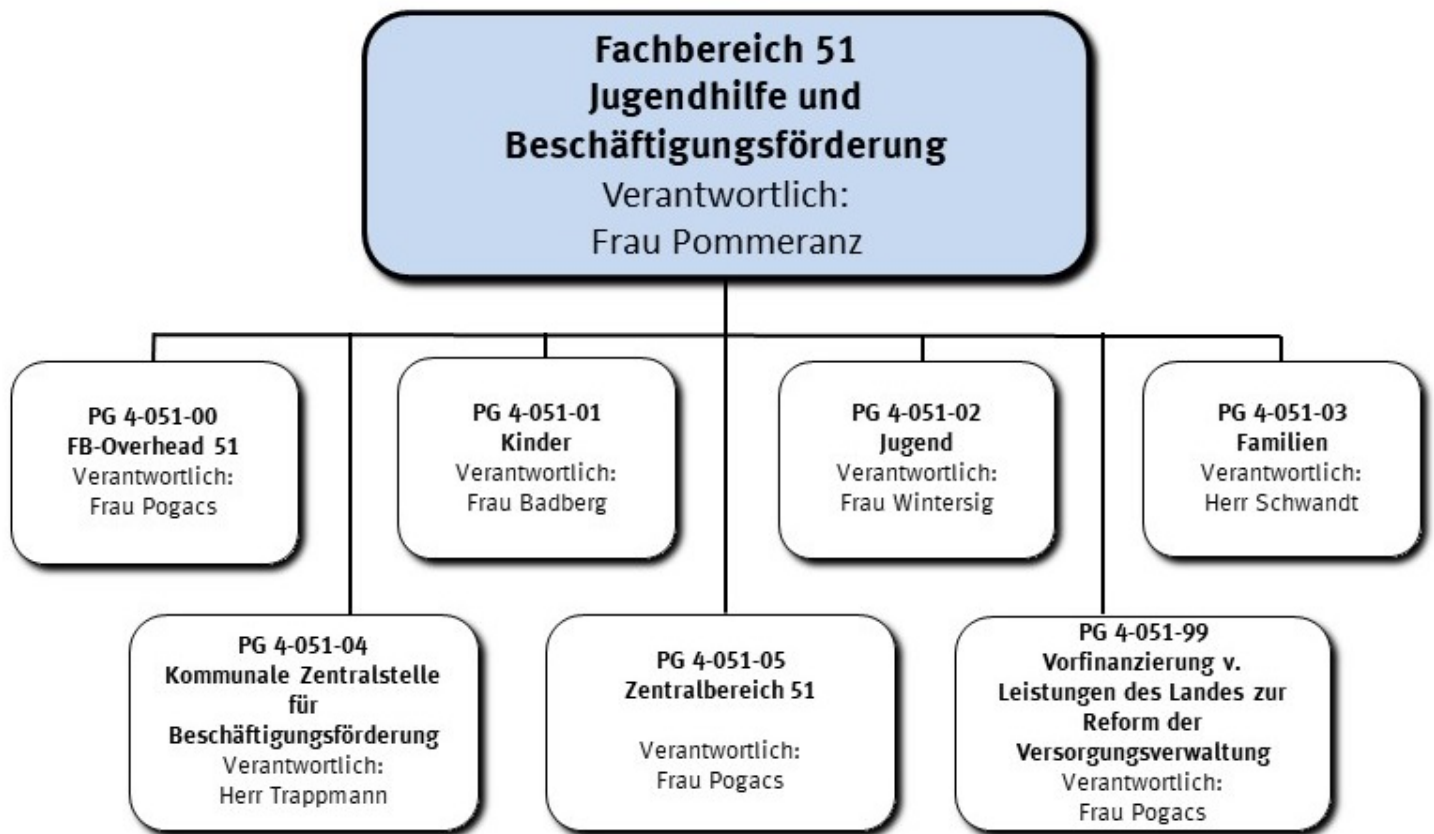 Fachbereich 51
Jugendhilfe und
Beschäftigungsförderung
Verantwortlich:
Frau Pommeranz
PG 4-051-00
FB-Overhead 51
Verantwortlich:
Frau Pogacs
PG 4-051-01
Kinder
Verantwortlich:
Frau Badberg
PG 4-051-02
Jugend
Verantwortlich:
Frau Wintersig
PG 4-051-03
Familien
Verantwortlich:
Herr Schwandt
PG 4-051-04
Kommunale Zentralstelle
für
Beschäftigungsförderung
Verantwortlich:
Herr Trappmann
PG 4-051-05
Zentralbereich 51
Verantwortlich:
Frau Pogacs
PG 4-051-99
Vorfinanzierung v.
Leistungen des Landes zur
Reform der
Versorgungsverwaltung
Verantwortlich:
Frau Pogacs